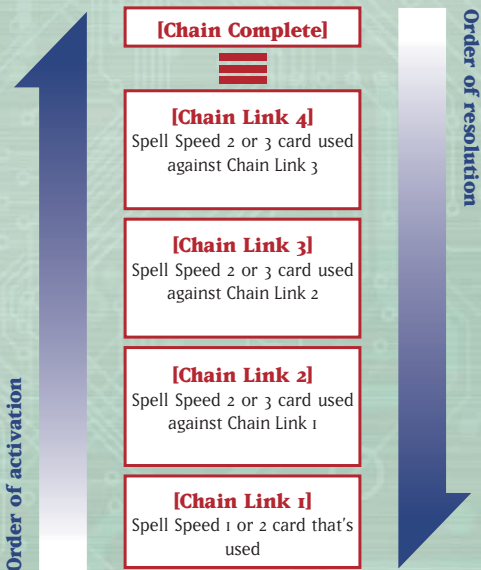 [Chain Complete]
[Chain Link 4]
Spell Speed 2 or 3 card used
against Chain Link 3
[Chain Link 3]
Spell Speed 2 or 3 card used
against Chain Link 2
[Chain Link 2]
Spell Speed 2 or 3 card used
against Chain Link 1
[Chain Link 1]
Spell Speed 1 or 2 card that's
used
Order of activation
Order of resolution